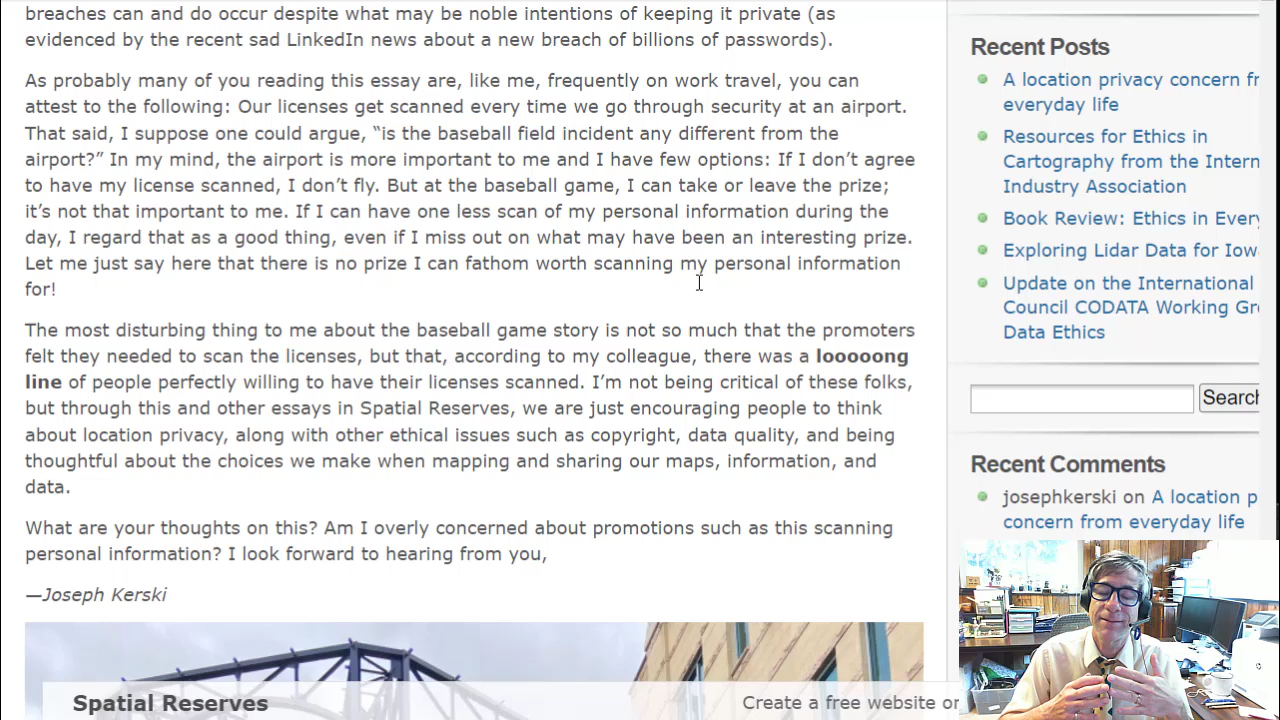 breaches can and do occur despite what may be noble intentions of keeping it private (as
evidenced by the recent sad LinkedIn news about a new breach of billions of passwords).
As probably many of you reading this essay are, like me, frequently on work travel, you can
attest to the following: Our licenses get scanned every time we go through security at an airport.
That said, I suppose one could argue, “is the baseball field incident any different from the
airport?” In my mind, the airport is more important to me and I have few options: If I don’t agree
to have my license scanned, I don’t fly. But at the baseball game, I can take or leave the prize;
it’s not that important to me. If I can have one less scan of my personal information during the
day, I regard that as a good thing, even if I miss out on what may have been an interesting prize.
Let me just say here that there is no prize I can fathom worth scanning my personal information
for!
The most disturbing thing to me about the baseball game story is not so much that the promoters
felt they needed to scan the licenses, but that, according to my colleague, there was a looooong
line of people perfectly willing to have their licenses scanned. I’m not being critical of these folks,
but through this and other essays in Spatial Reserves, we are just encouraging people to think
about location privacy, along with other ethical issues such as copyright, data quality, and being
thoughtful about the choices we make when mapping and sharing our maps, information, and
data.
What are your thoughts on this? Am I overly concerned about promotions such as this scanning
personal information? I look forward to hearing from you,
—Joseph Kerski
Spatial Reserves
Create a free website or
Recent Posts
A location privacy concern fr
everyday life
Resources for Ethics in
Cartography from the Intern
Industry Association
Book Review: Ethics in Every
Exploring Lidar Data for Iow
Update on the International
Council CODATA Working Gr
Data Ethics
Search
Recent Comments
josephkerski on A location p
concern from everyday life